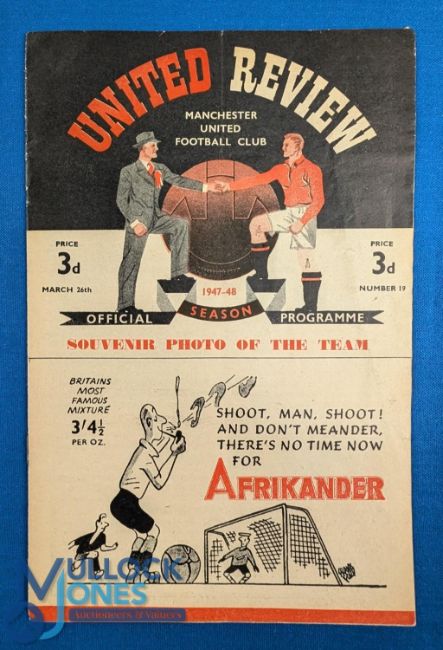 UNITED REVIEW
MANCHESTER
UNITED
FOOTBALL CLUB
PRICE
3d
MARCH 26th
PRICE
3d
NUMBER 19
1947-48
SEASON
OFFICIAL PROGRAMME
SOUVENIR PHOTO OF THE TEAM
BRITAINS
MOST
FAMOUS
MIXTURE
3'4½
PER OZ.
SHOOT, MAN, SHOOT!
AND DON'T MEANDER,
THERE'S NO TIME NOW
FOR
AFRIKANDER
MULLOCK
JONES
Auctioneers & Valuers